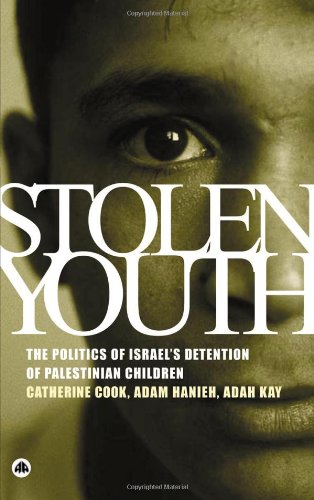 STOLEN
YOUTH
THE POLITICS OF ISRAEL'S DETENTION
OF PALESTINIAN CHILDREN
CATHERINE COOK, ADAM HANIEH, ADAH KAY